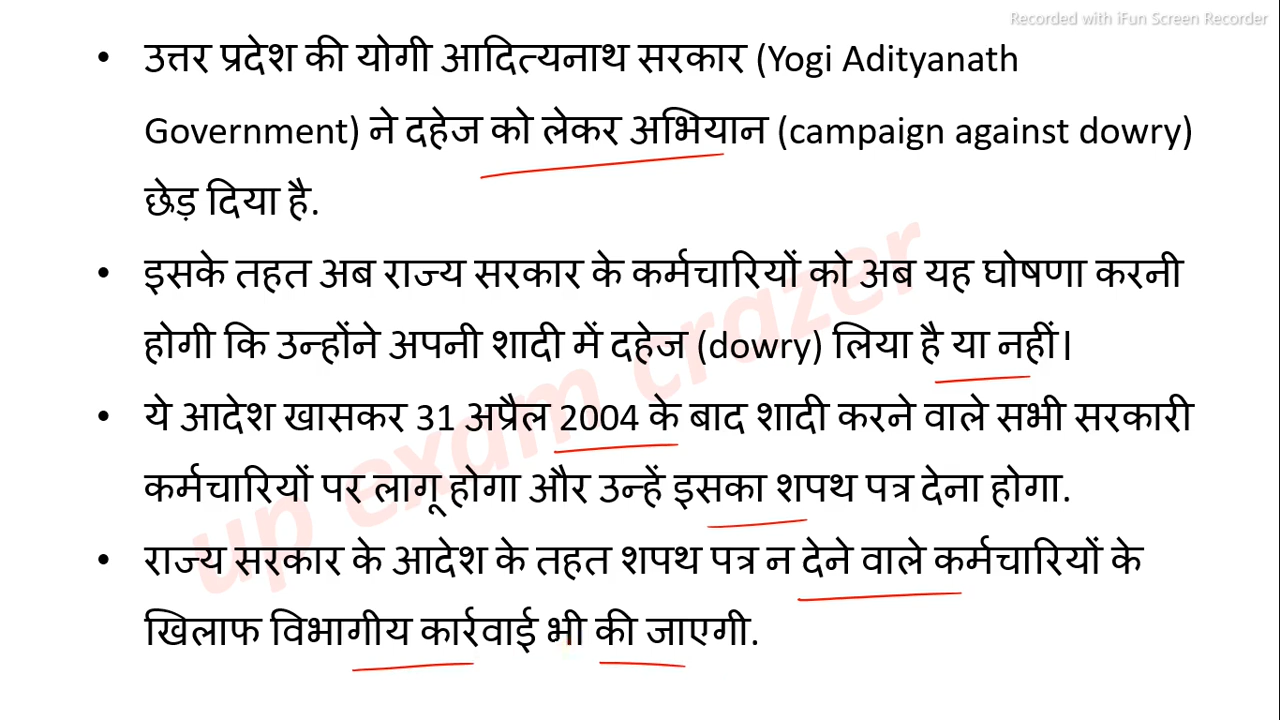 Recorded with iFun Screen Recorder
• उत्तर प्रदेश की योगी आदित्यनाथ सरकार (Yogi Adityanath
Government) ने दहेज को लेकर अभियान (campaign against dowry)
छेड़ दिया है.
• इसके तहत अब राज्य सरकार के कर्मचारियों को अब यह घोषणा करनी
होगी कि उन्होंने अपनी शादी में दहेज (dowry) लिया है या नहीं।
• ये आदेश खासकर 31 अप्रैल 2004 के बाद शादी करने वाले सभी सरकारी
कर्मचारियों पर लागू होगा और उन्हें इसका शपथ पत्र देना होगा.
• राज्य सरकार के आदेश के तहत शपथ पत्र न देने वाले कर्मचारियों के
खिलाफ विभागीय कार्रवाई भी की जाएगी.
up exam crazer